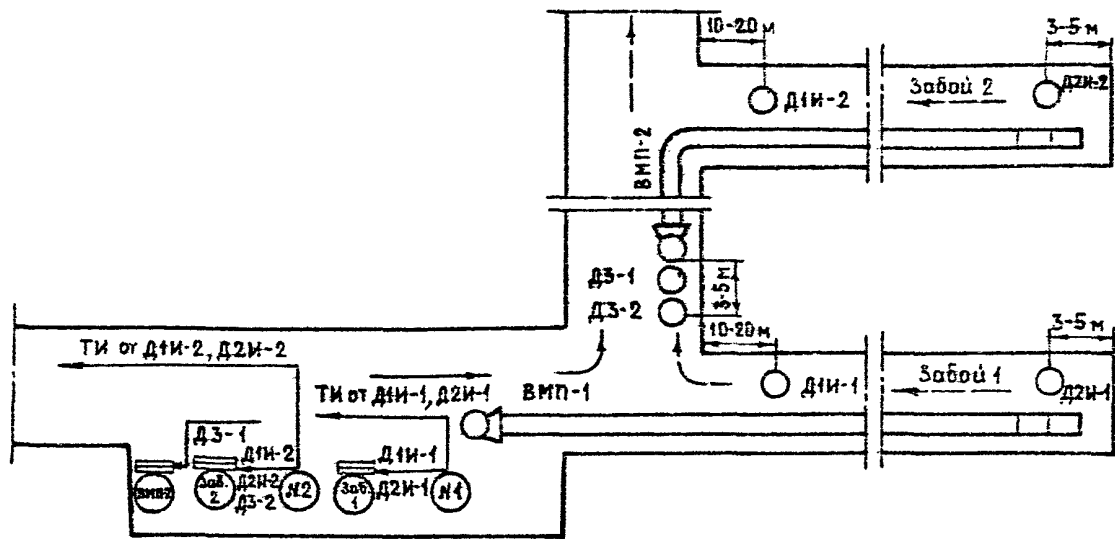 10-20 м
3-5 м
Забой 2
Д1И-2
Д2И-2
ВМП-2
Д3-1
Д3-2
3-5 м
10-20 м
3-5 м
Забой 1
Д1И-1
Д2И-1
ТИ от Д1И-2, Д2И-2
ТИ от Д1И-1, Д2И-1
ВМП-1
Д3-1
Д1И-2
Д2И-2
Д3-2
Д1И-1
Д2И-1
ВМП-2
Заб. 2
№2
Заб. 1
№1